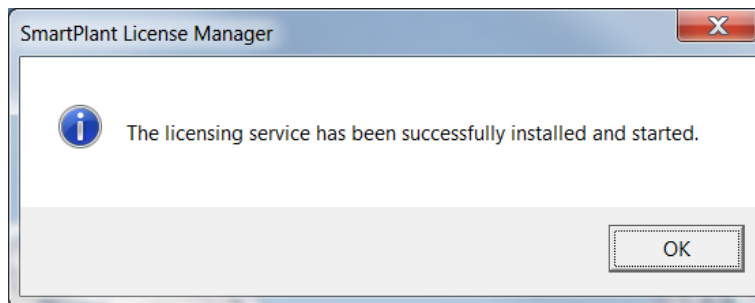 SmartPlant License Manager
The licensing service has been successfully installed and started.
OK